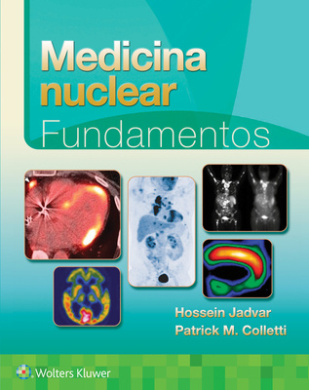 Medicina
nuclear
Fundamentos
Hossein Jadvar
Patrick M. Colletti
Wolters Kluwer